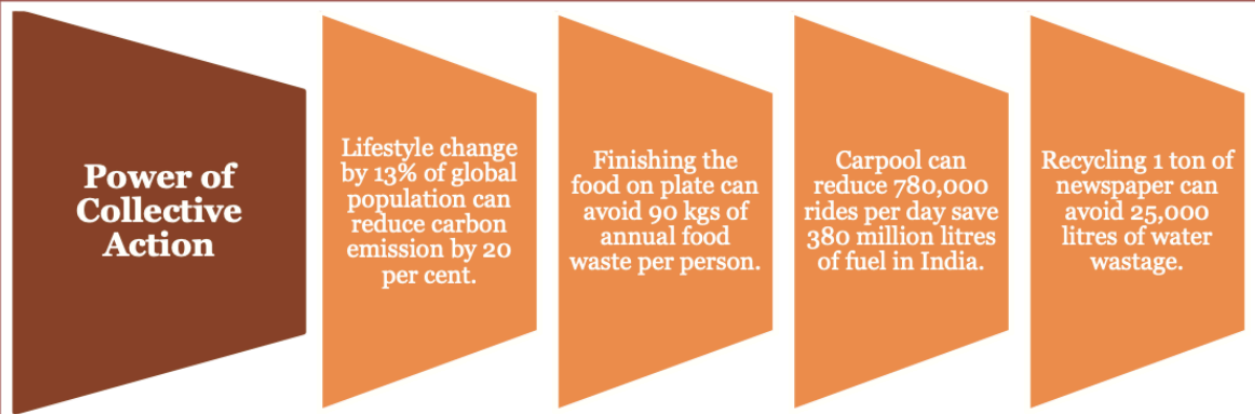 Power of
Collective
Action
Lifestyle change
by 13% of global
population can
reduce carbon
emission by 20
per cent.
Finishing the
food on plate can
avoid 90 kgs of
annual food
waste per person.
Carpool can
reduce 780,000
rides per day save
380 million litres
of fuel in India.
Recycling 1 ton of
newspaper can
avoid 25,000
litres of water
wastage.